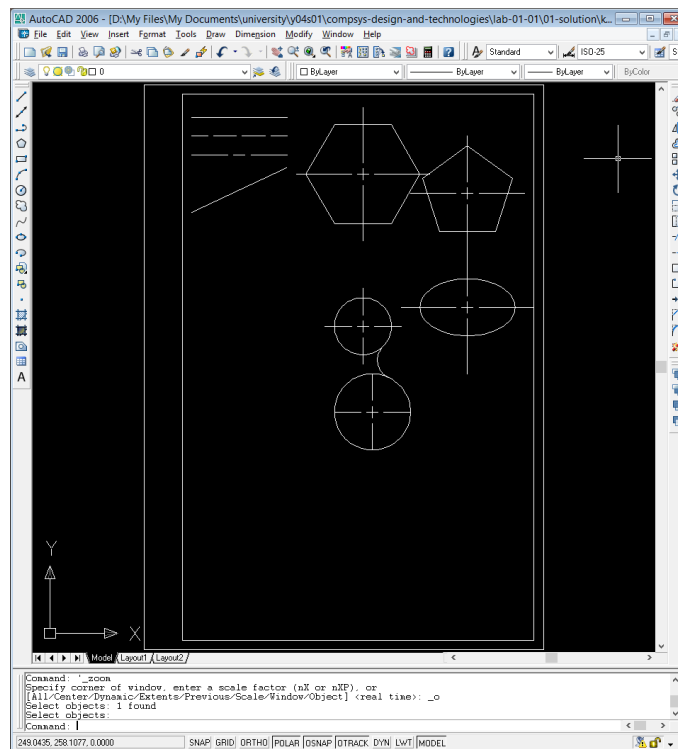 AutoCAD 2006 - [D:\My Files\My Documents\university\y04s01\compsys-design-and-technologies\lab-01-01\01-solution\k...
File Edit View Insert Format Tools Draw Dimension Modify Window Help
Standard ISO-25 S
0 ByLayer ByLayer ByLayer ByColor
A
Y
X
Model Layout1 Layout2
Command: '_zoom
Specify corner of window, enter a scale factor (nX or nXP), or
[All/Center/Dynamic/Extents/Previous/Scale/Window/Object] <real time>: _o
Select objects: 1 found
Select objects:
Command:
249.0435, 258.1077, 0.0000 SNAP GRID ORTHO POLAR OSNAP OTRACK DYN LWT MODEL